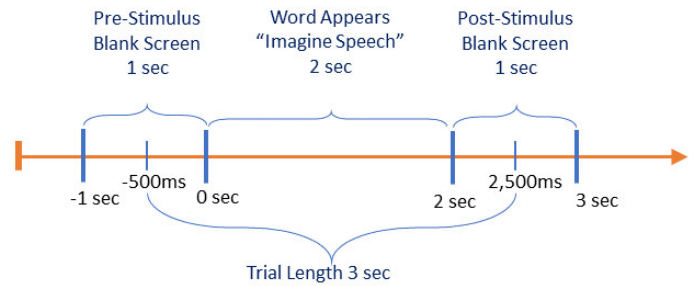 Pre-Stimulus
Blank Screen
1 sec
Word Appears
“Imagine Speech”
2 sec
Post-Stimulus
Blank Screen
1 sec
-1 sec
-500ms
0 sec
2 sec
2,500ms
3 sec
Trial Length 3 sec